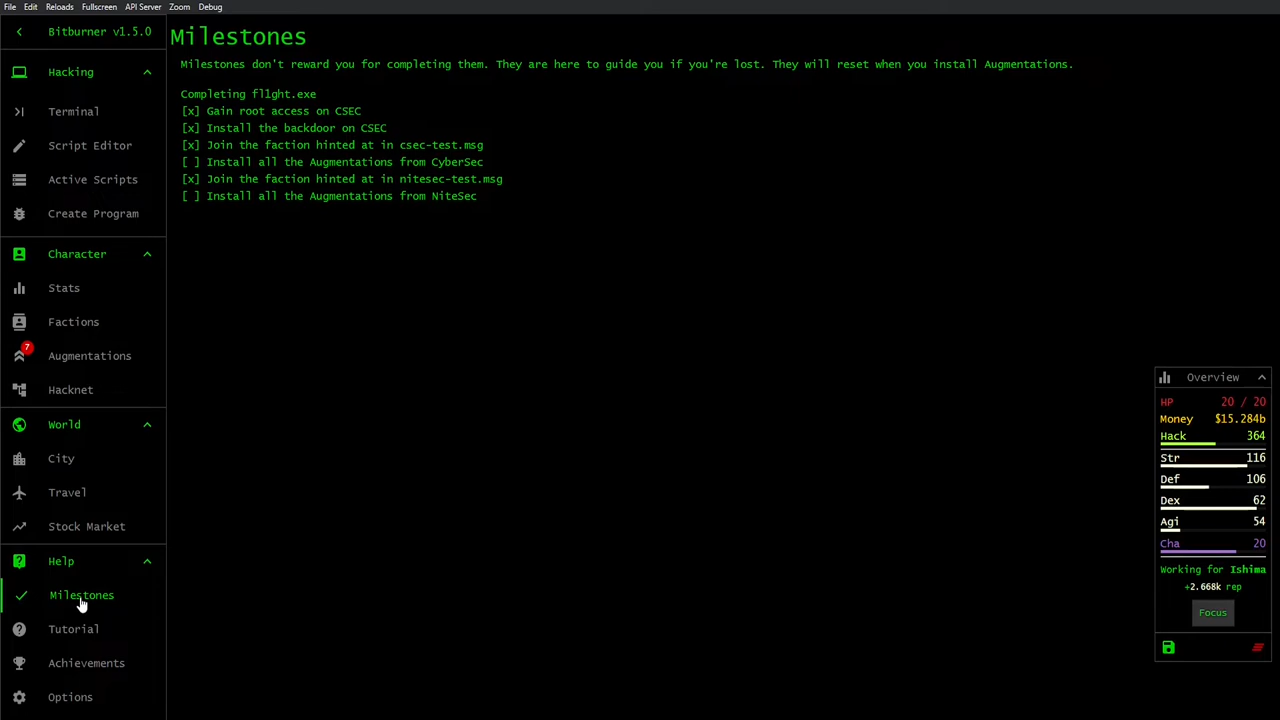 File Edit Reloads Fullscreen API Server Zoom Debug
Bitburner v1.5.0
Hacking
Terminal
Script Editor
Active Scripts
Create Program
Character
Stats
Factions
7
Augmentations
Hacknet
World
City
Travel
Stock Market
Help
Milestones
Tutorial
Achievements
Options
Milestones
Milestones don't reward you for completing them. They are here to guide you if you're lost. They will reset when you install Augmentations.
Completing fl1ght.exe
[x] Gain root access on CSEC
[x] Install the backdoor on CSEC
[x] Join the faction hinted at in csec-test.msg
[ ] Install all the Augmentations from CyberSec
[x] Join the faction hinted at in nitesec-test.msg
[ ] Install all the Augmentations from NiteSec
Overview
HP 20 / 20
Money $15.284b
Hack 364
Str 116
Def 106
Dex 62
Agi 54
Cha 20
Working for Ishima
+2.668k rep
Focus